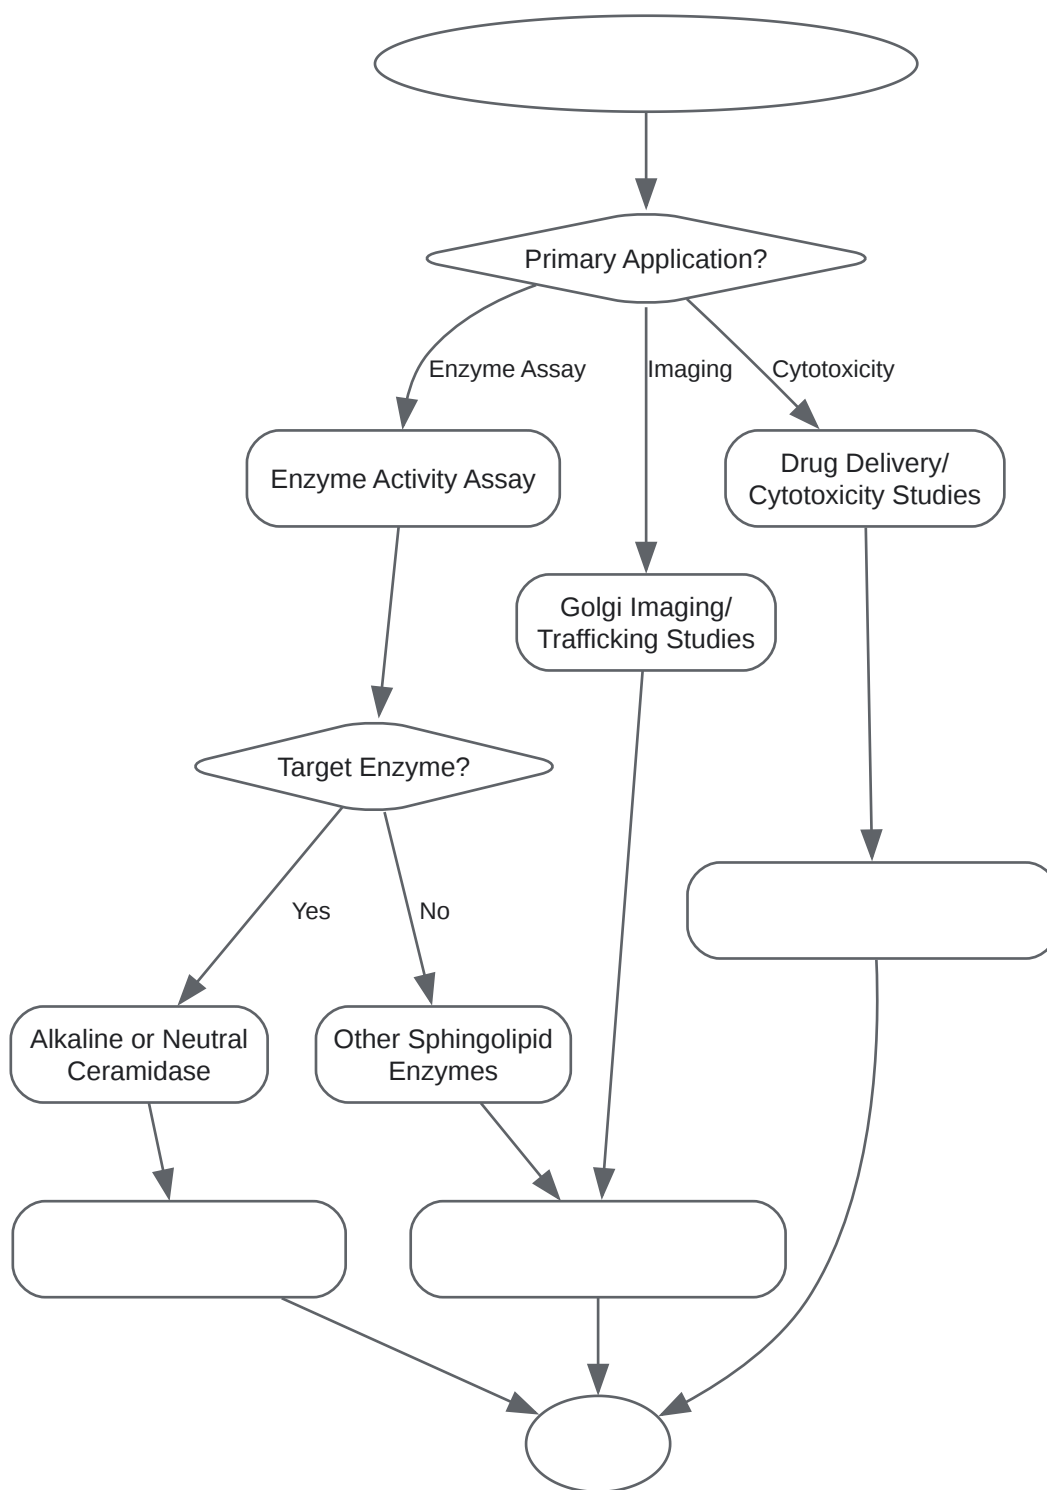 Primary Application?
Enzyme Assay
Imaging
Cytotoxicity
Enzyme Activity Assay
Drug Delivery/
Cytotoxicity Studies
Golgi Imaging/
Trafficking Studies
Target Enzyme?
Yes
No
Alkaline or Neutral
Ceramidase
Other Sphingolipid
Enzymes